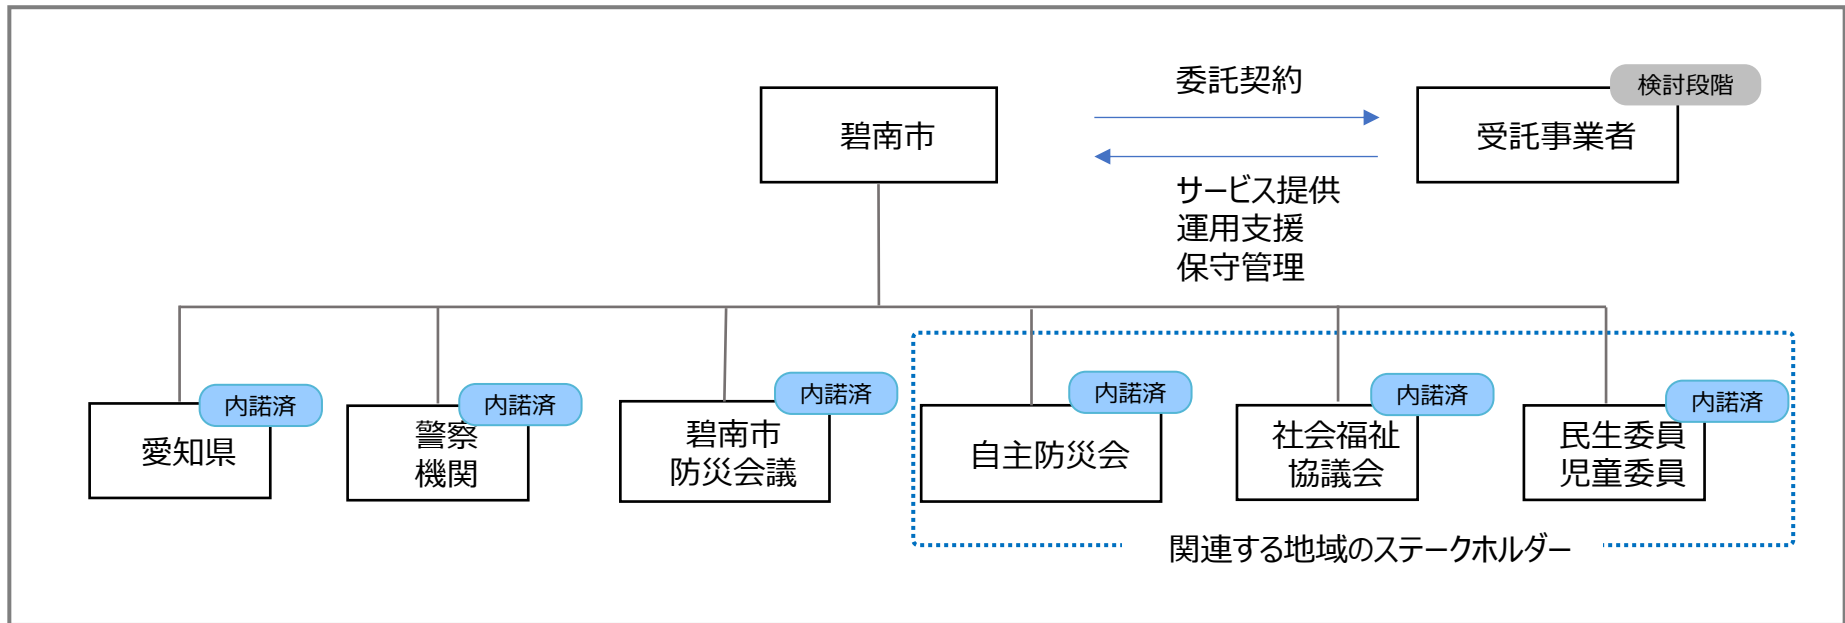 委託契約
検討段階
碧南市
受託事業者
サービス提供
運用支援
保守管理
内諾済
愛知県
内諾済
警察
機関
内諾済
碧南市
防災会議
内諾済
自主防災会
内諾済
社会福祉
協議会
内諾済
民生委員
児童委員
関連する地域のステークホルダー